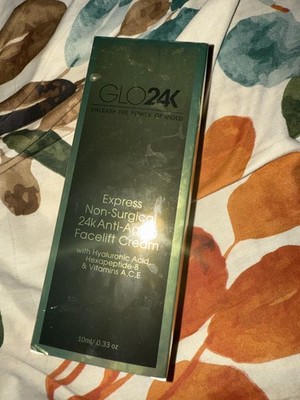 GLO24K
UNLEASH THE POWER OF GOLD
Express
Non-Surgical
24k Anti-Aging
Facelift Cream
with Hyaluronic Acid,
Hexapeptide-8
& Vitamins A.C.E.
10ml / 0.33 oz